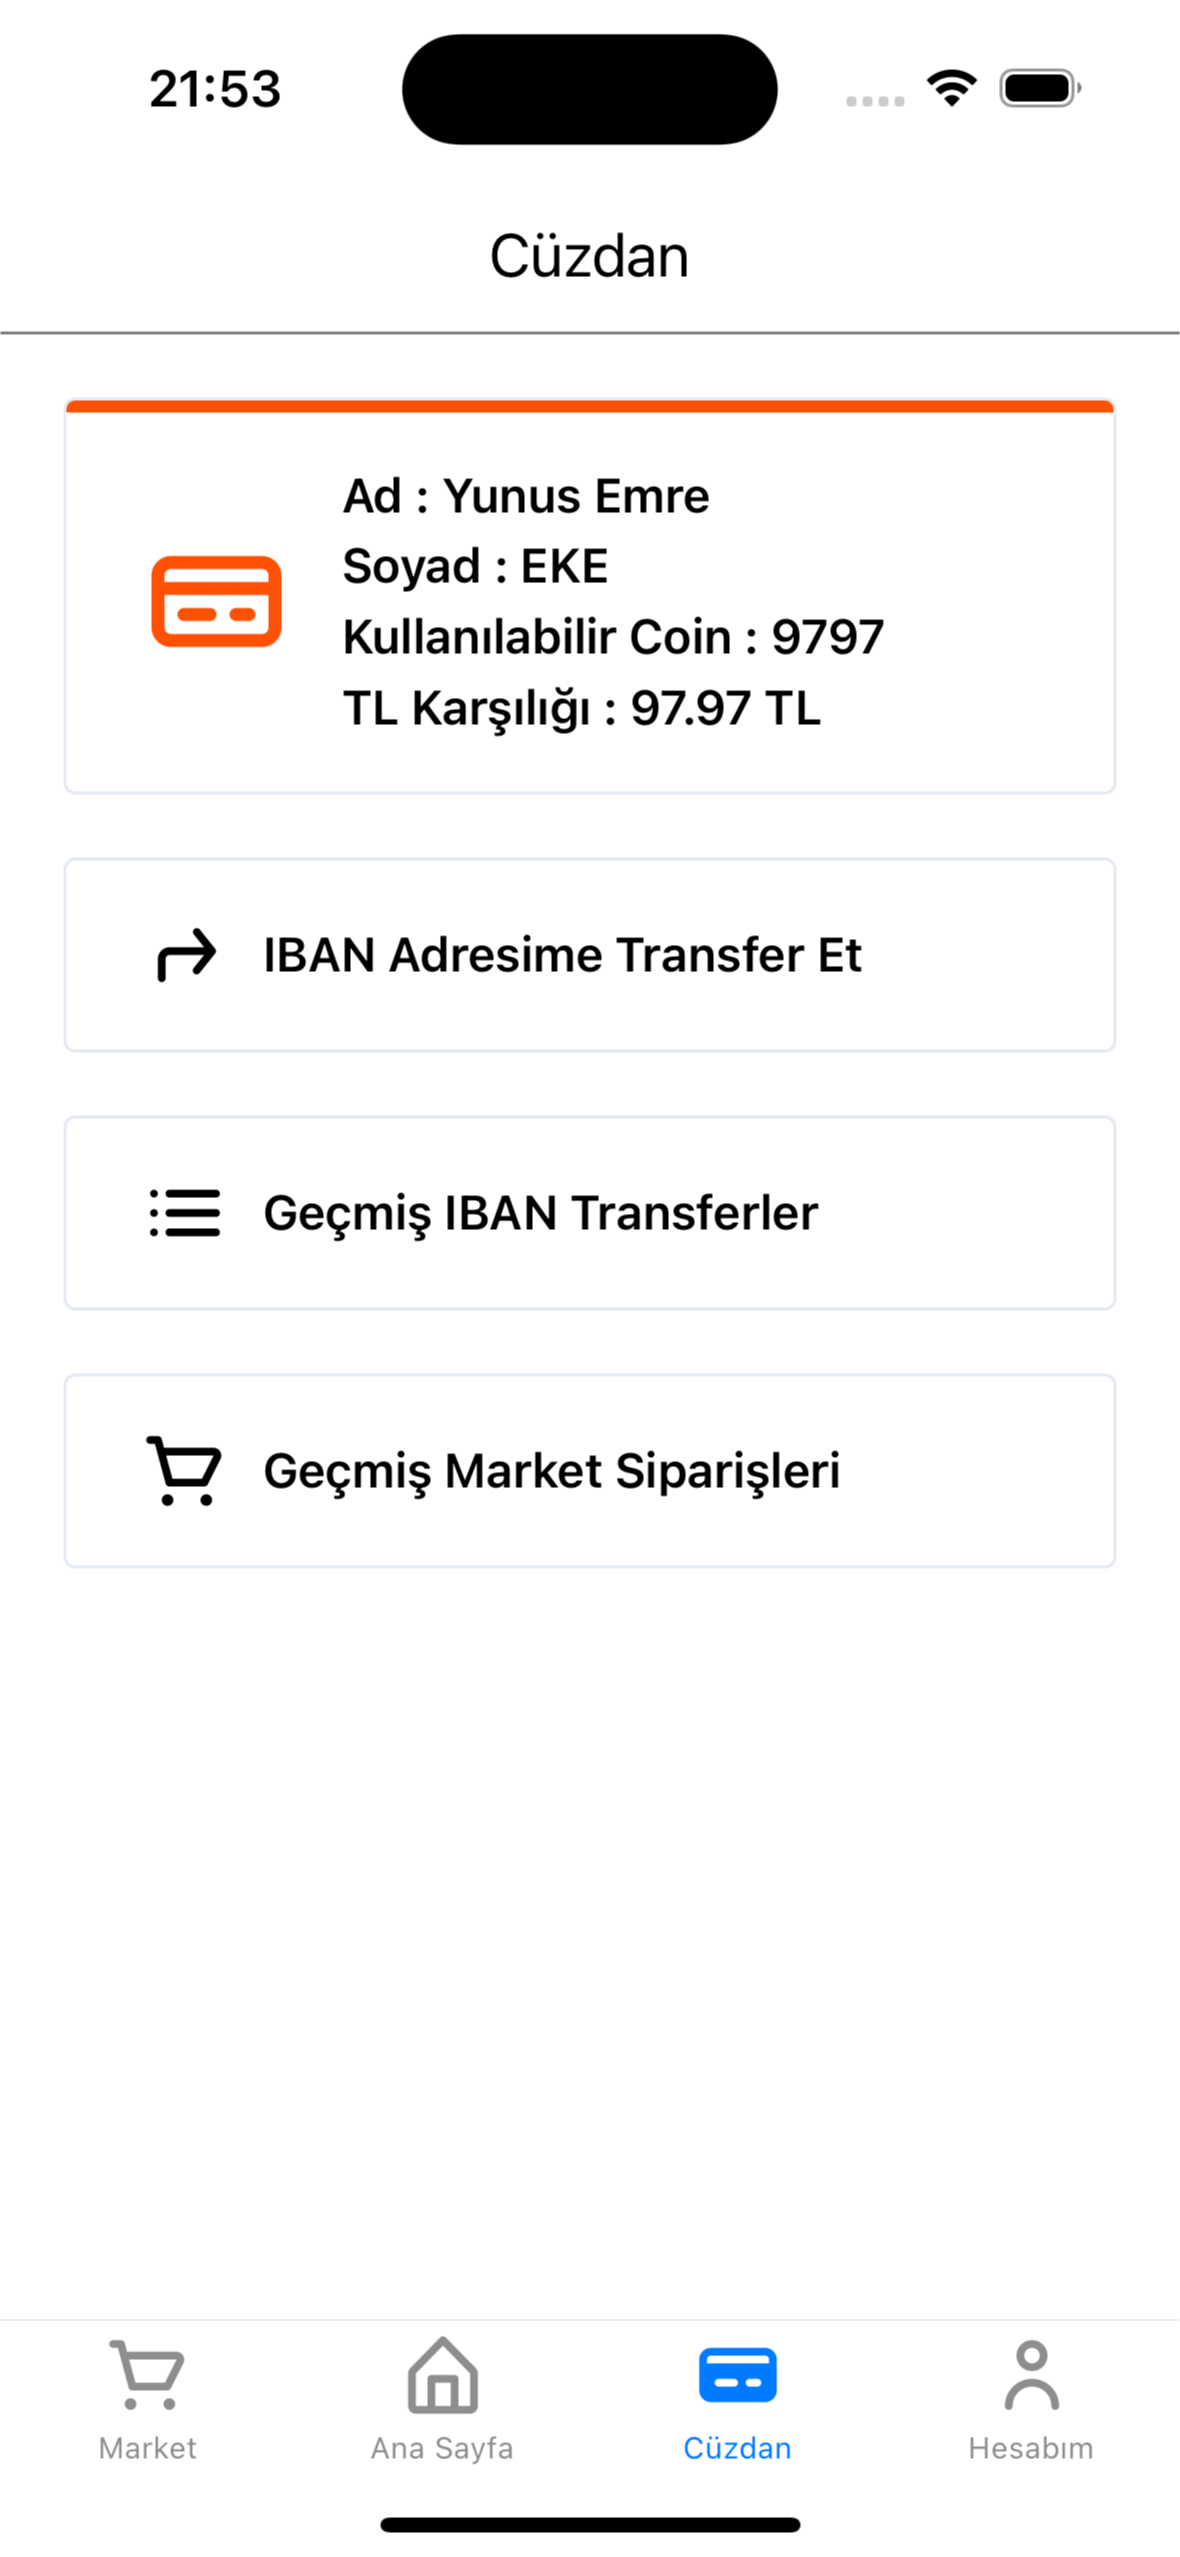 21:53
Cüzdan
Ad : Yunus Emre
Soyad : EKE
Kullanılabilir Coin : 9797
TL Karşılığı : 97.97 TL
IBAN Adresime Transfer Et
Geçmiş IBAN Transferler
Geçmiş Market Siparişleri
Market
Ana Sayfa
Cüzdan
Hesabım